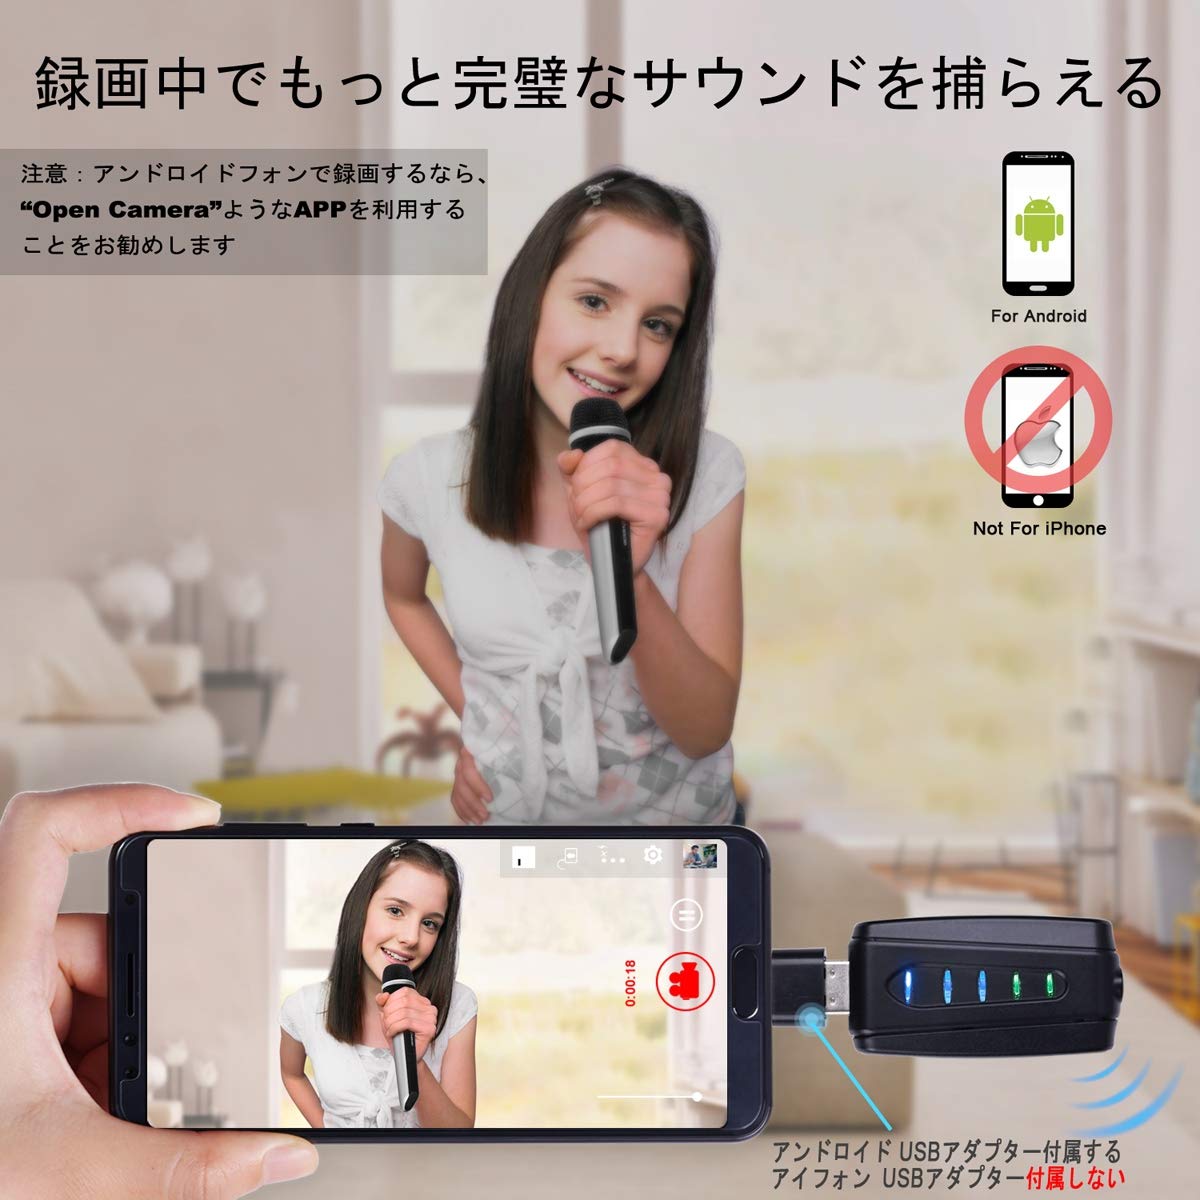 録画中でもっと完璧なサウンドを捕らえる
注意：アンドロイドフォンで録画するなら、
“Open Camera”ようなAPPを利用する
ことをお勧めします
For Android
Not For iPhone
0:00:18
アンドロイド USBアダプター付属する
アイフォン USBアダプター付属しない